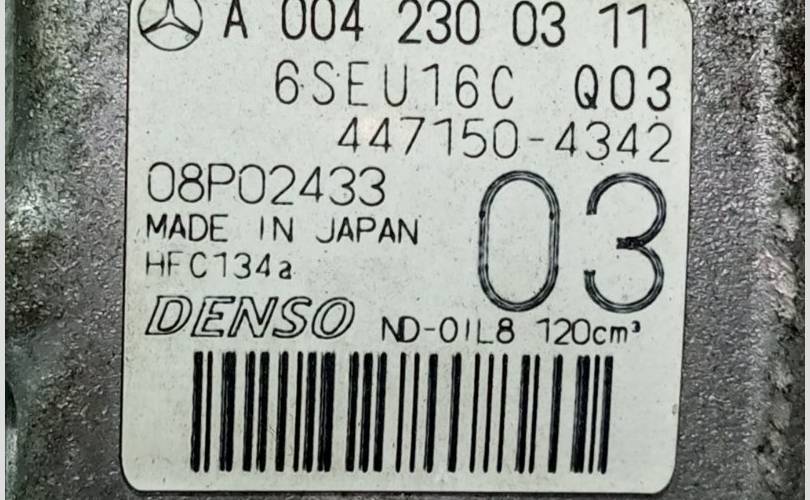 A 004 230 03 11
6SEU16C Q03
447150-4342
08P02433
03
MADE IN JAPAN
HFC134a
DENSO
ND-OIL8 120cm³